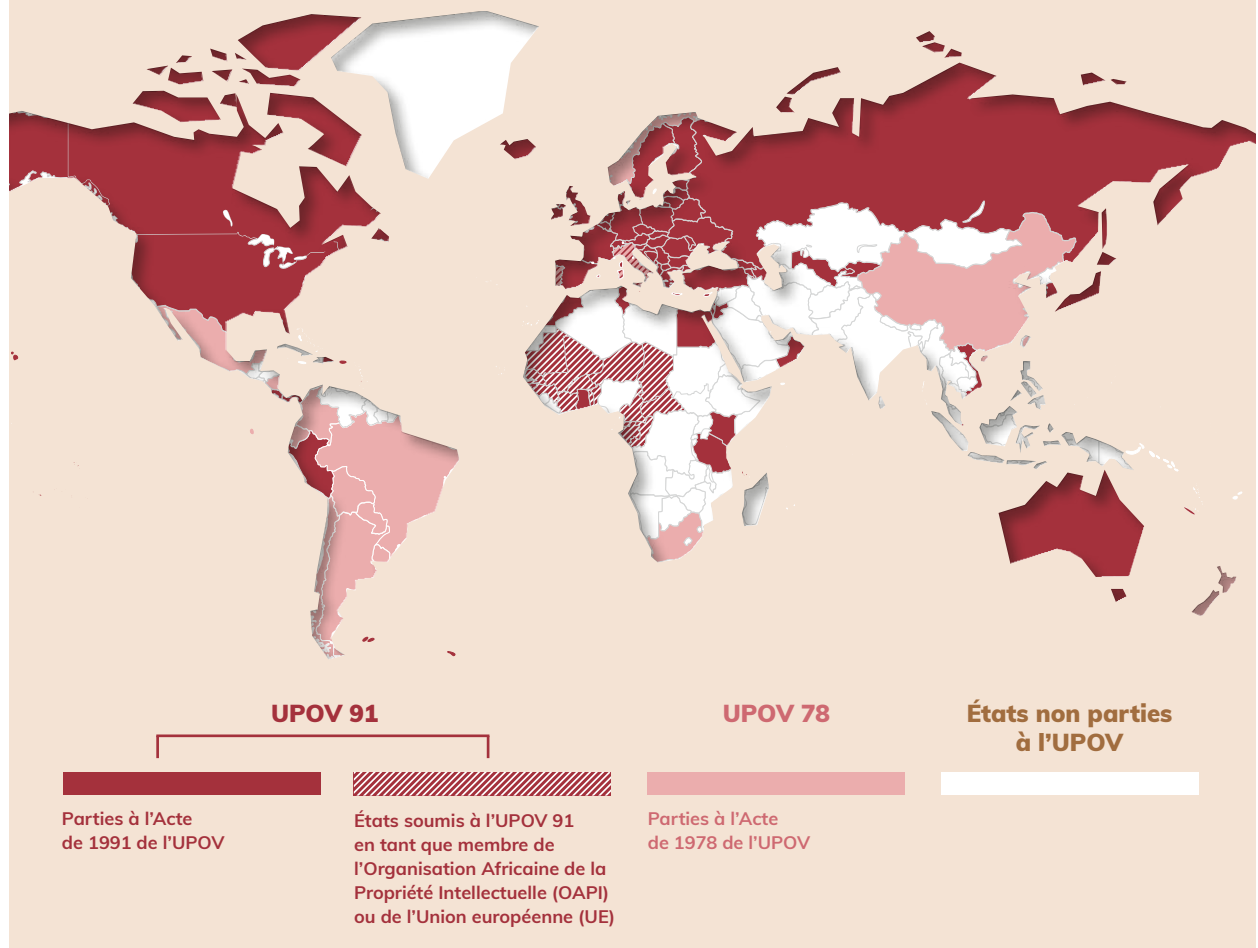 UPOV 91
UPOV 78
États non parties
à l’UPOV
Parties à l’Acte
de 1991 de l’UPOV
États soumis à l’UPOV 91
en tant que membre de
l’Organisation Africaine de la
Propriété Intellectuelle (OAPI)
ou de l’Union européenne (UE)
Parties à l’Acte
de 1978 de l’UPOV